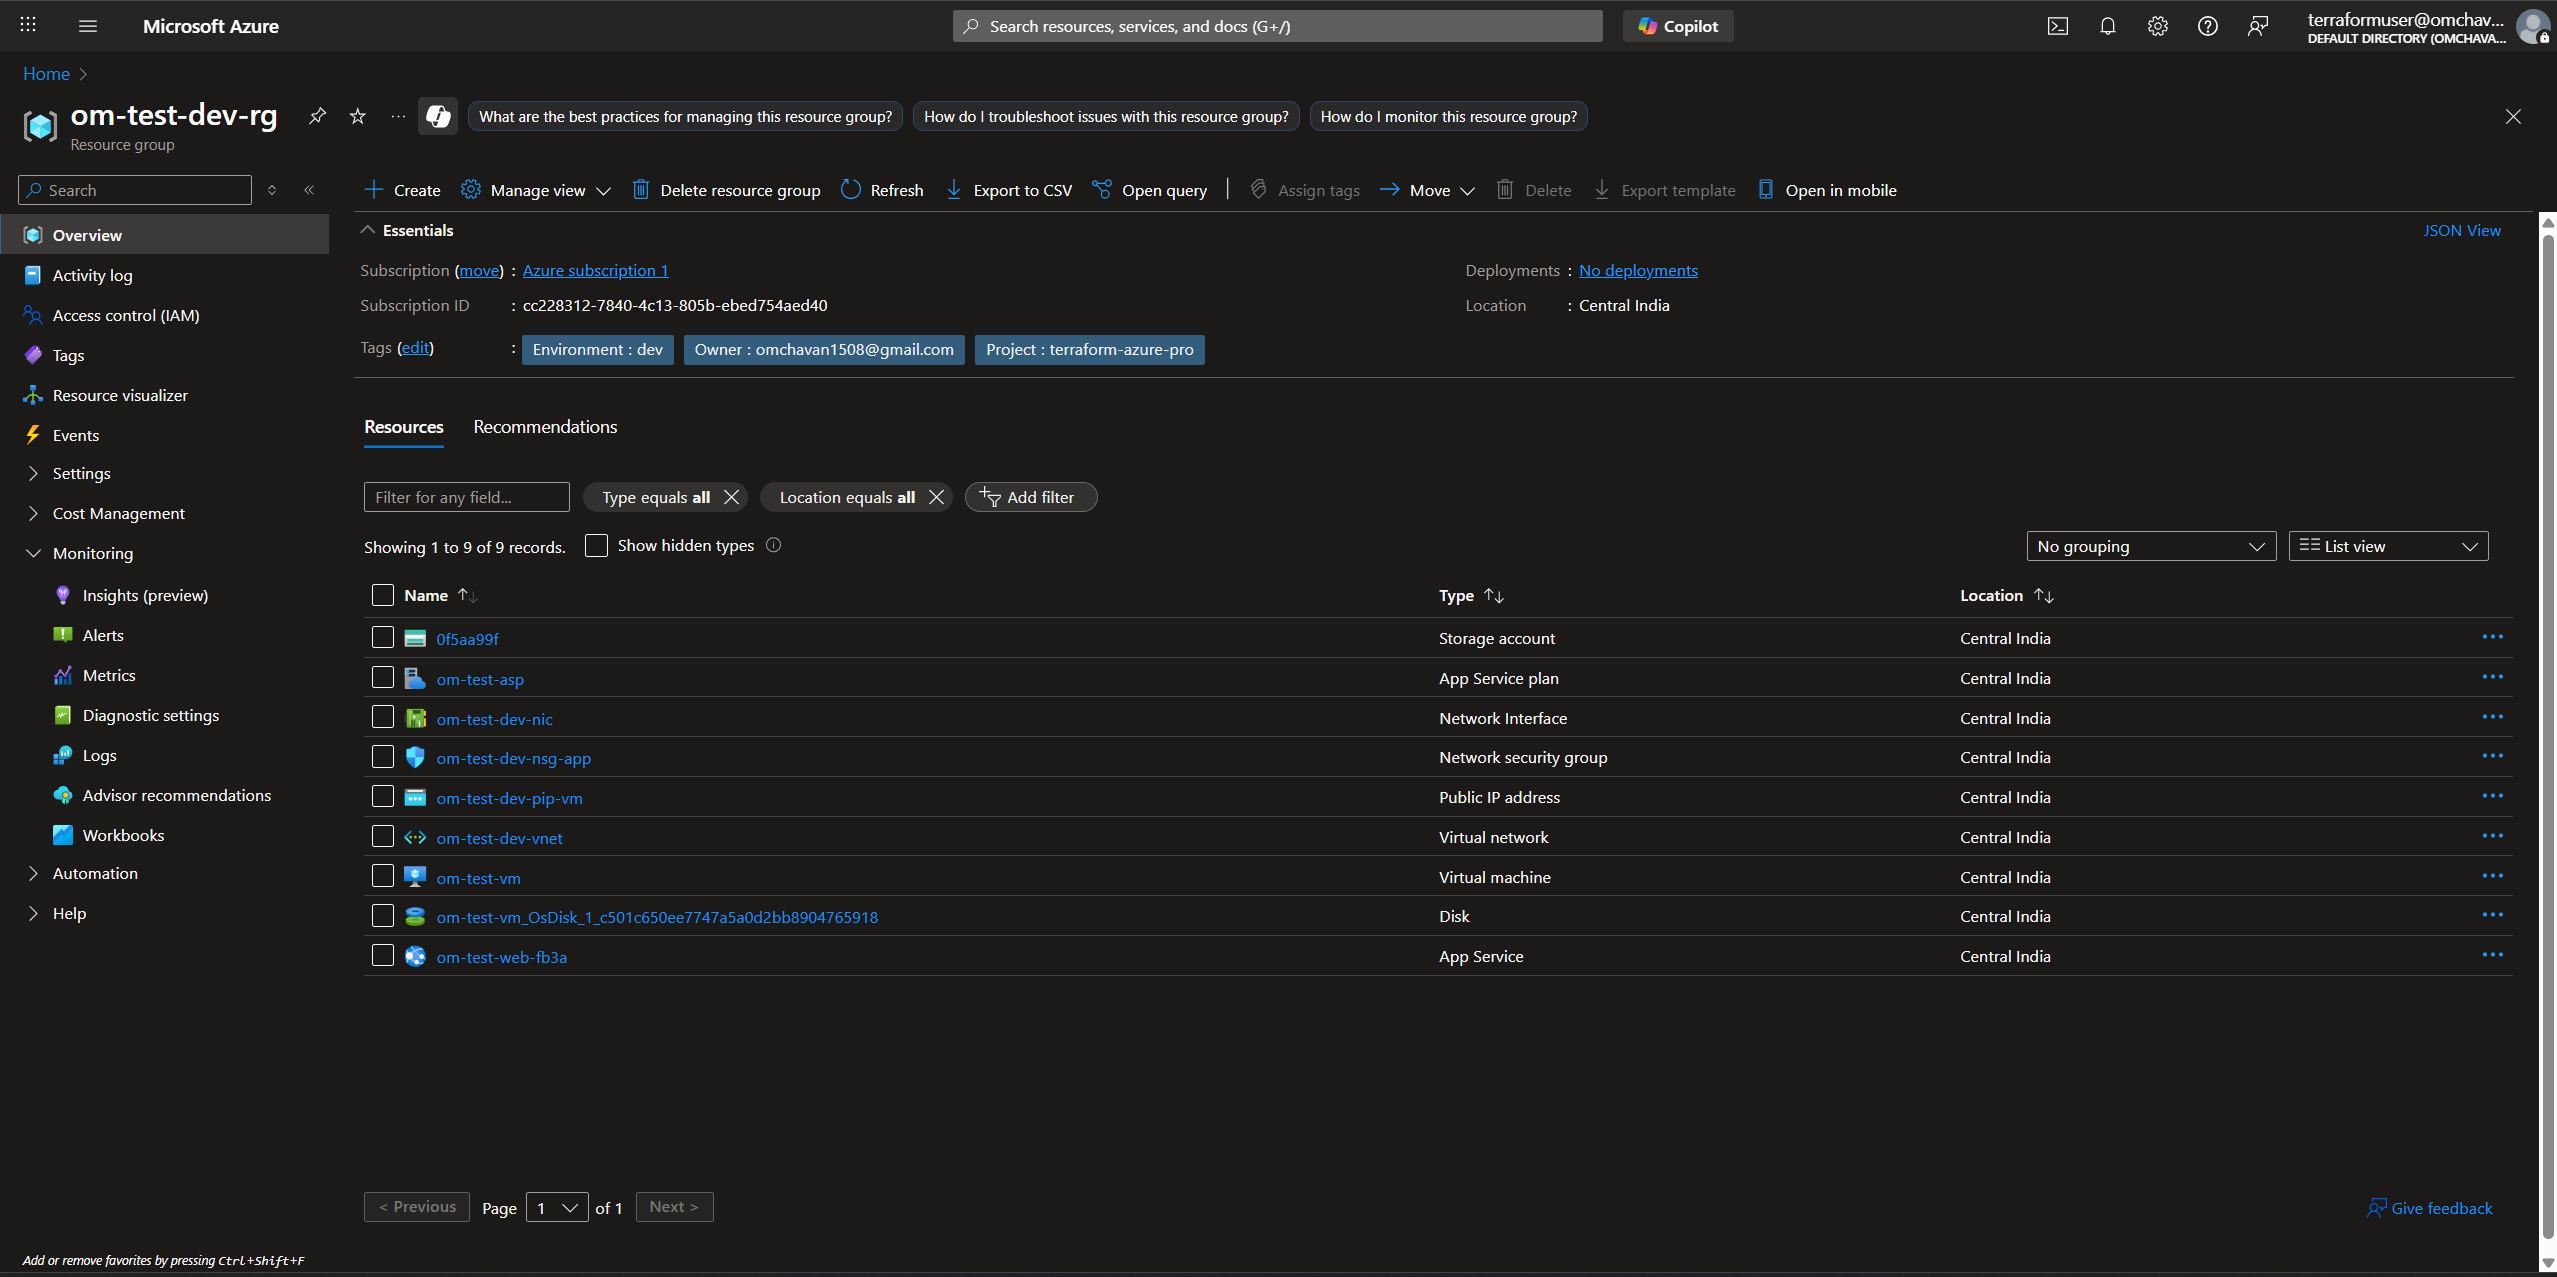 Microsoft Azure
Search resources, services, and docs (G+/)
Copilot
terraformuser@omchav...
DEFAULT DIRECTORY (OMCHAVA...
Home
om-test-dev-rg
Resource group
What are the best practices for managing this resource group?
How do I troubleshoot issues with this resource group?
How do I monitor this resource group?
Search
Create
Manage view
Delete resource group
Refresh
Export to CSV
Open query
Assign tags
Move
Delete
Export template
Open in mobile
Overview
Activity log
Access control (IAM)
Tags
Resource visualizer
Events
Settings
Cost Management
Monitoring
Insights (preview)
Alerts
Metrics
Diagnostic settings
Logs
Advisor recommendations
Workbooks
Automation
Help
Essentials
JSON View
Subscription (move) : Azure subscription 1
Subscription ID : cc228312-7840-4c13-805b-ebed754aed40
Tags (edit) : Environment : dev Owner : omchavan1508@gmail.com Project : terraform-azure-pro
Deployments : No deployments
Location : Central India
Resources
Recommendations
Filter for any field...
Type equals all
Location equals all
Add filter
Showing 1 to 9 of 9 records.
Show hidden types
No grouping
List view
Name Type Location
0f5aa99f Storage account Central India
om-test-asp App Service plan Central India
om-test-dev-nic Network Interface Central India
om-test-dev-nsg-app Network security group Central India
om-test-dev-pip-vm Public IP address Central India
om-test-dev-vnet Virtual network Central India
om-test-vm Virtual machine Central India
om-test-vm_OsDisk_1_c501c650ee7747a5a0d2bb8904765918 Disk Central India
om-test-web-fb3a App Service Central India
< Previous
Page 1 of 1
Next >
Give feedback
Add or remove favorites by pressing Ctrl+Shift+F